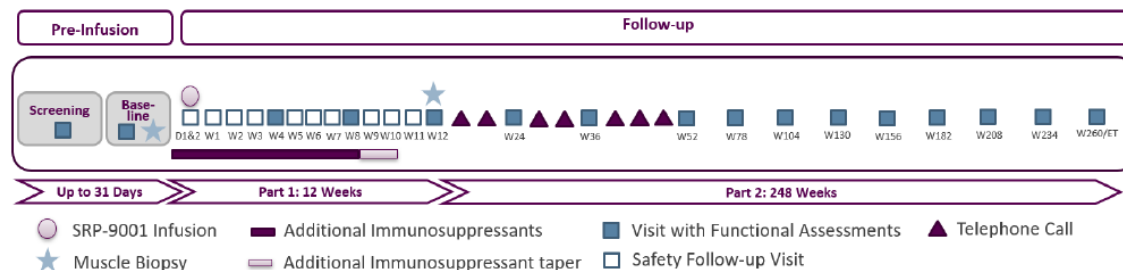 Pre-Infusion
Follow-up
Screening
Base-
line
D1&2 W1 W2 W3 W4 W5 W6 W7 W8 W9 W10 W11 W12 W24 W36 W52 W78 W104 W130 W156 W182 W208 W234 W260/ET
Up to 31 Days
Part 1: 12 Weeks
Part 2: 248 Weeks
SRP-9001 Infusion
Additional Immunosuppressants
Visit with Functional Assessments
Telephone Call
Muscle Biopsy
Additional Immunosuppressant taper
Safety Follow-up Visit